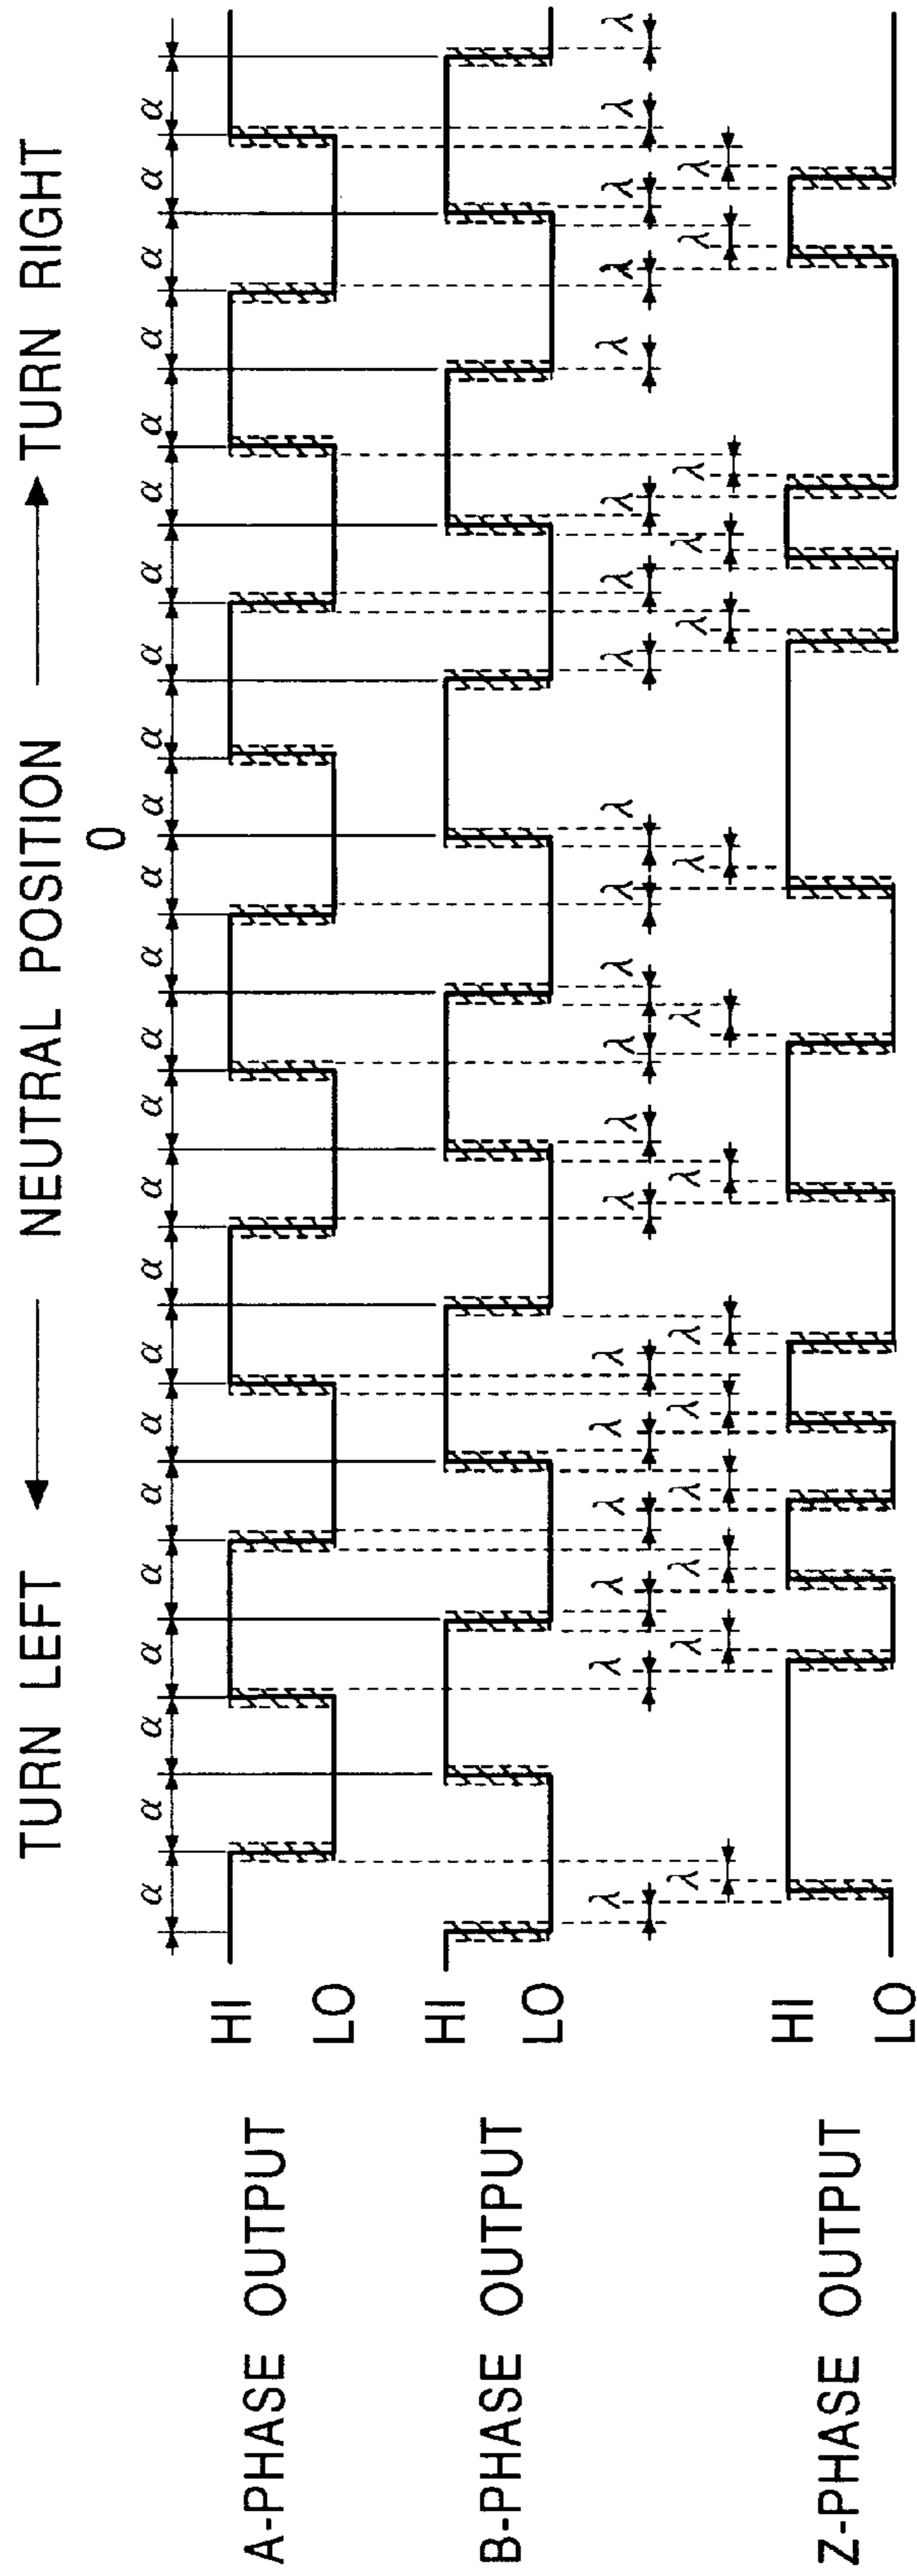 TURN LEFT ← NEUTRAL POSITION → TURN RIGHT
0
α α α α α α α α α α α α α α α α α α α α α α α α
A-PHASE OUTPUT HI
LO
B-PHASE OUTPUT HI
LO
λ λ λ λ λ λ λ λ λ λ λ λ λ λ λ λ λ λ λ λ
λ λ λ λ λ λ λ λ λ λ λ λ λ λ
Z-PHASE OUTPUT HI
LO